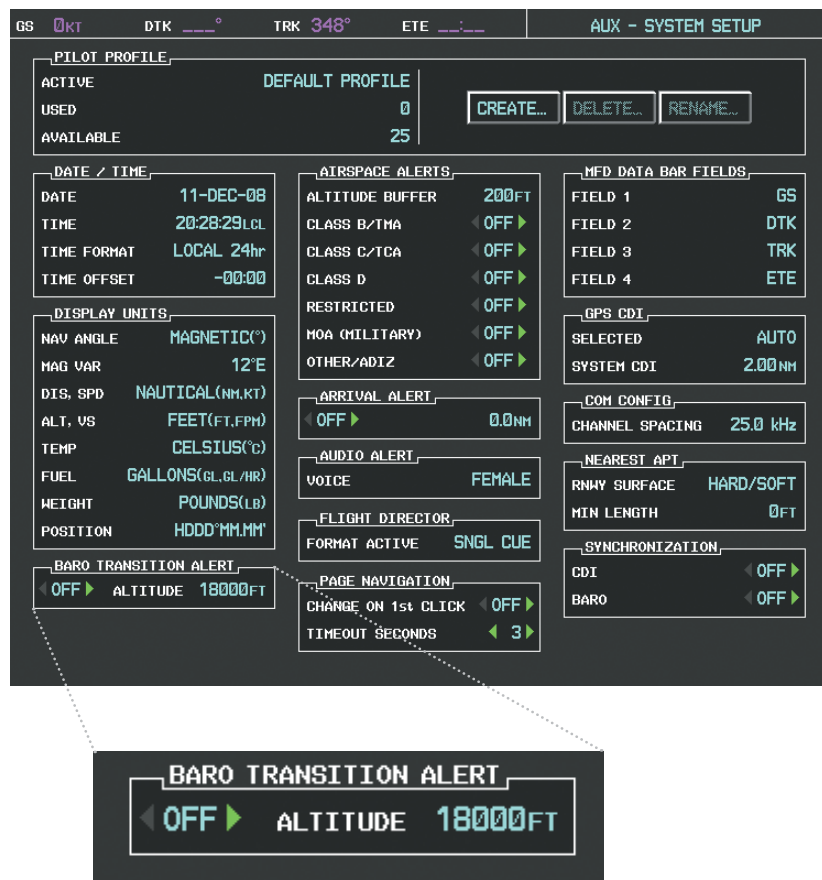 GS 0KT DTK ___° TRK 348° ETE __:__ AUX - SYSTEM SETUP
PILOT PROFILE
ACTIVE DEFAULT PROFILE
USED 0
AVAILABLE 25
CREATE… DELETE… RENAME…
DATE / TIME
DATE 11-DEC-08
TIME 20:28:29LCL
TIME FORMAT LOCAL 24hr
TIME OFFSET -00:00
DISPLAY UNITS
NAV ANGLE MAGNETIC(°)
MAG VAR 12°E
DIS, SPD NAUTICAL(NM,KT)
ALT, VS FEET(FT,FPM)
TEMP CELSIUS(°C)
FUEL GALLONS(GL,GL/HR)
WEIGHT POUNDS(LB)
POSITION HDDD°MM.MM'
BARO TRANSITION ALERT
OFF ALTITUDE 18000FT
AIRSPACE ALERTS
ALTITUDE BUFFER 200FT
CLASS B/TMA OFF
CLASS C/TCA OFF
CLASS D OFF
RESTRICTED OFF
MOA (MILITARY) OFF
OTHER/ADIZ OFF
ARRIVAL ALERT
OFF 0.0NM
AUDIO ALERT
VOICE FEMALE
FLIGHT DIRECTOR
FORMAT ACTIVE SNGL CUE
PAGE NAVIGATION
CHANGE ON 1st CLICK OFF
TIMEOUT SECONDS 3
MFD DATA BAR FIELDS
FIELD 1 GS
FIELD 2 DTK
FIELD 3 TRK
FIELD 4 ETE
GPS CDI
SELECTED AUTO
SYSTEM CDI 2.00NM
COM CONFIG
CHANNEL SPACING 25.0 kHz
NEAREST APT
RNWY SURFACE HARD/SOFT
MIN LENGTH 0FT
SYNCHRONIZATION
CDI OFF
BARO OFF
BARO TRANSITION ALERT
OFF ALTITUDE 18000FT